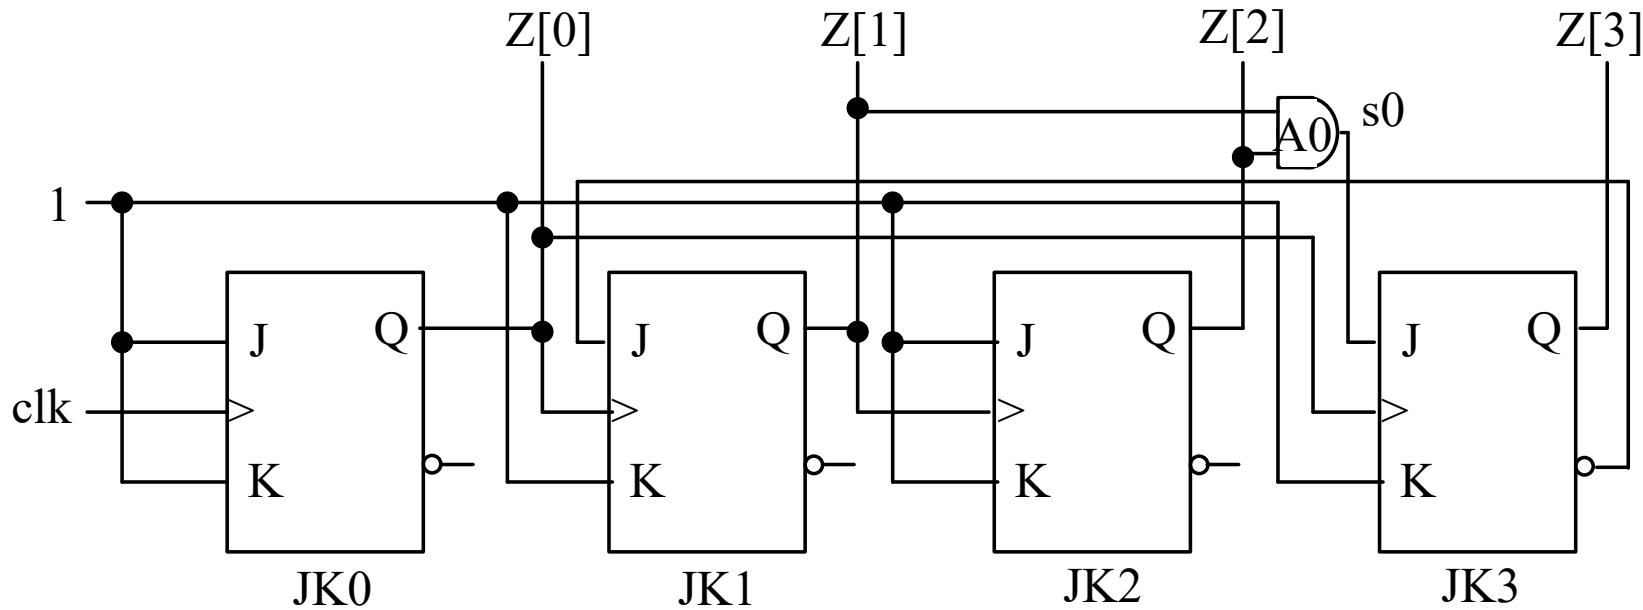 Z[0] Z[1] Z[2] Z[3]
s0
A0
1
J Q J Q J Q J Q
clk
K K K K
JK0 JK1 JK2 JK3